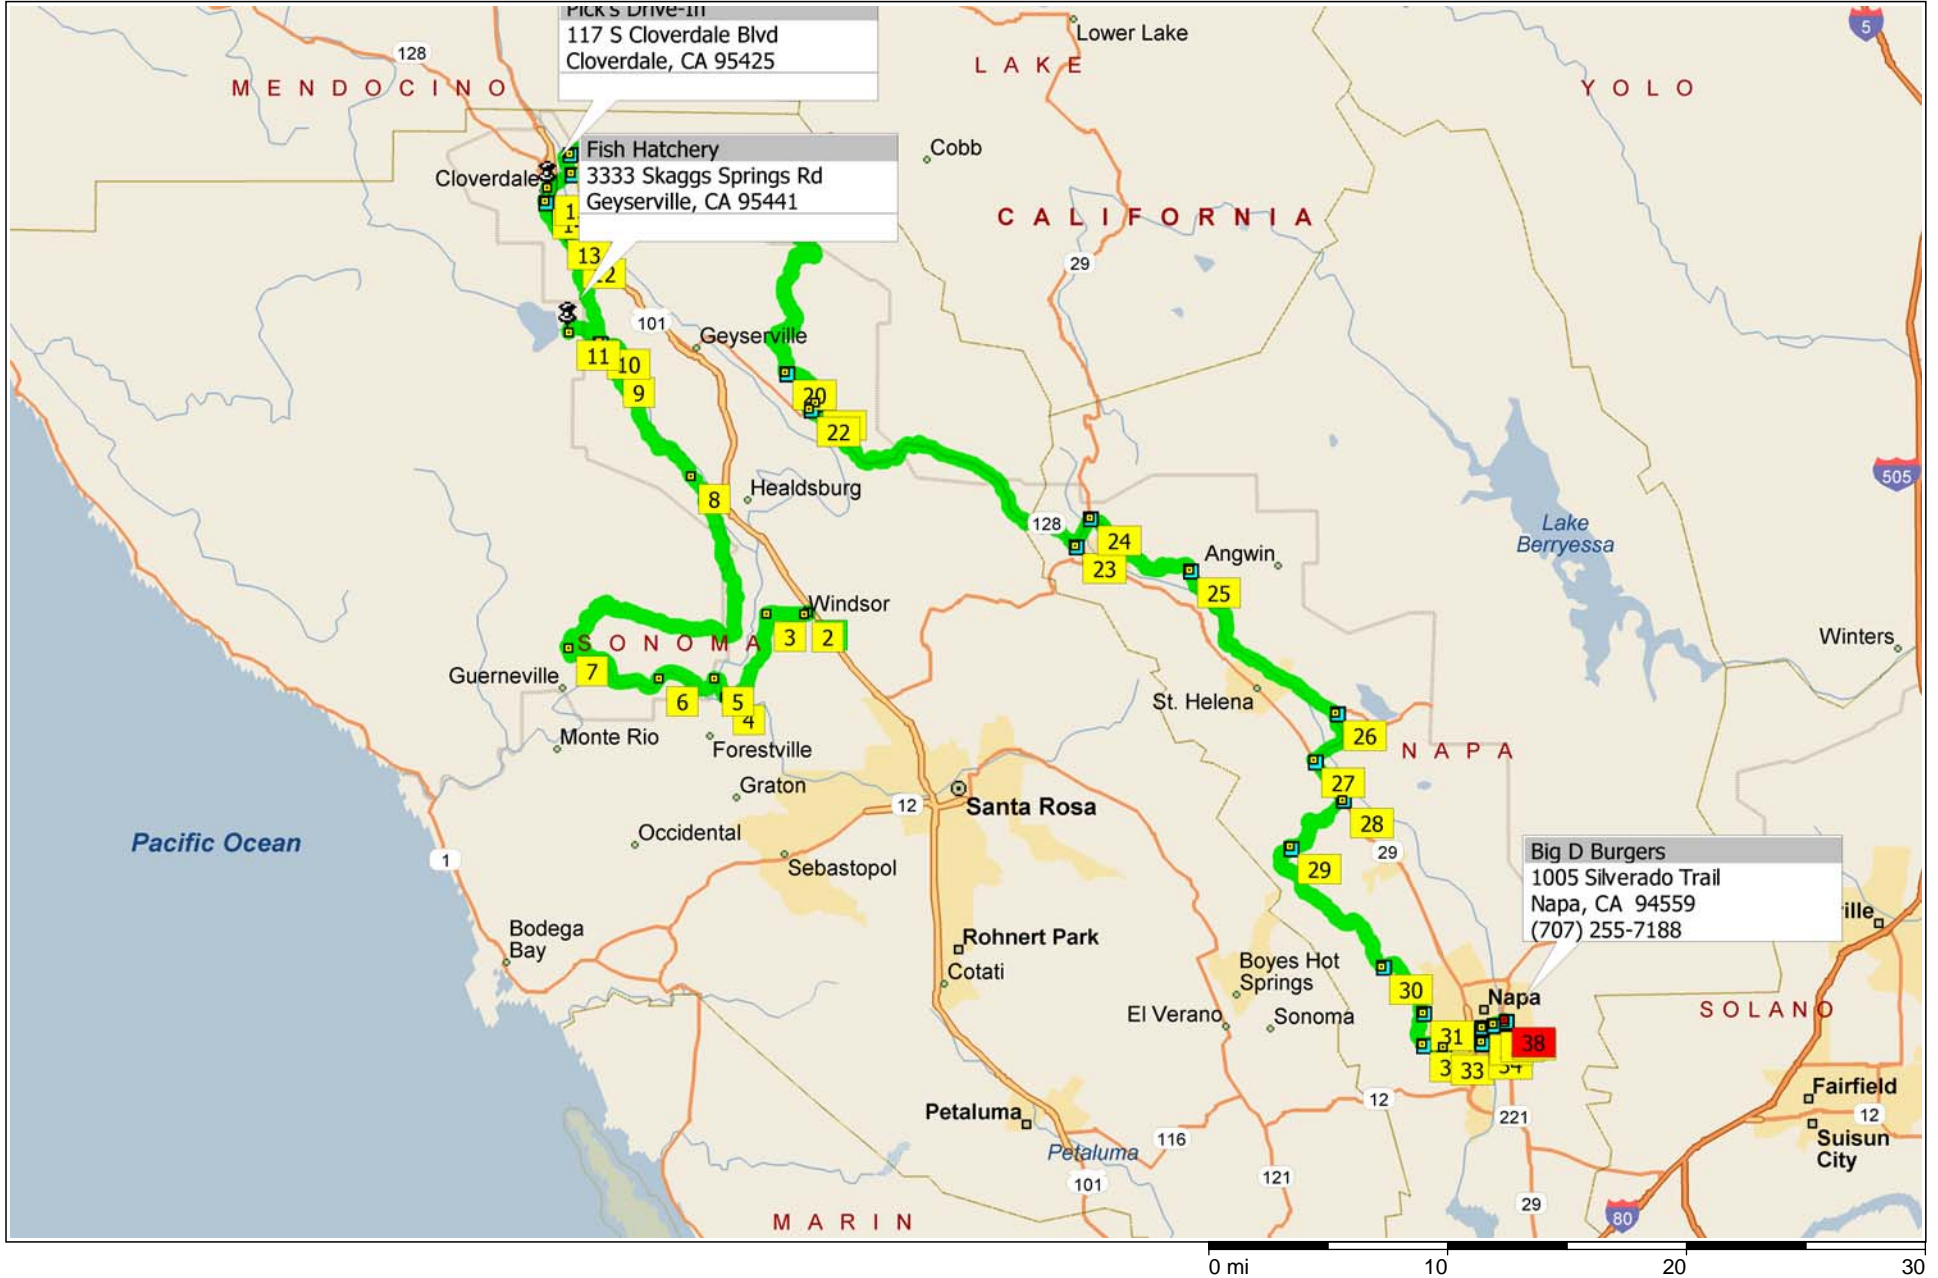 Pick's Drive-In
117 S Cloverdale Blvd
Cloverdale, CA 95425
Lower Lake
5
128
LAKE
MENDOCINO
YOLO
Cobb
Fish Hatchery
3333 Skaggs Springs Rd
Geyserville, CA 95441
Cloverdale
CALIFORNIA
13
12
29
101
Geyserville
11
10
9
20
22
505
8
Healdsburg
128
Lake
Berryessa
24
Angwin
23
25
Windsor
3
2
SONOMA
Winters
7
Guerneville
6
5
4
St. Helena
26
Monte Rio
Forestville
NAPA
27
Graton
12
Santa Rosa
28
Occidental
Pacific Ocean
1
Sebastopol
29
29
Big D Burgers
1005 Silverado Trail
Napa, CA 94559
(707) 255-7188
ville
Bodega
Bay
Rohnert Park
Cotati
Boyes Hot
Springs
30
Napa
SOLANO
El Verano
Sonoma
31
38
33
34
Fairfield
12
Petaluma
12
221
116
Suisun
City
Petaluma
101
121
29
80
MARIN
0 mi
10
20
30